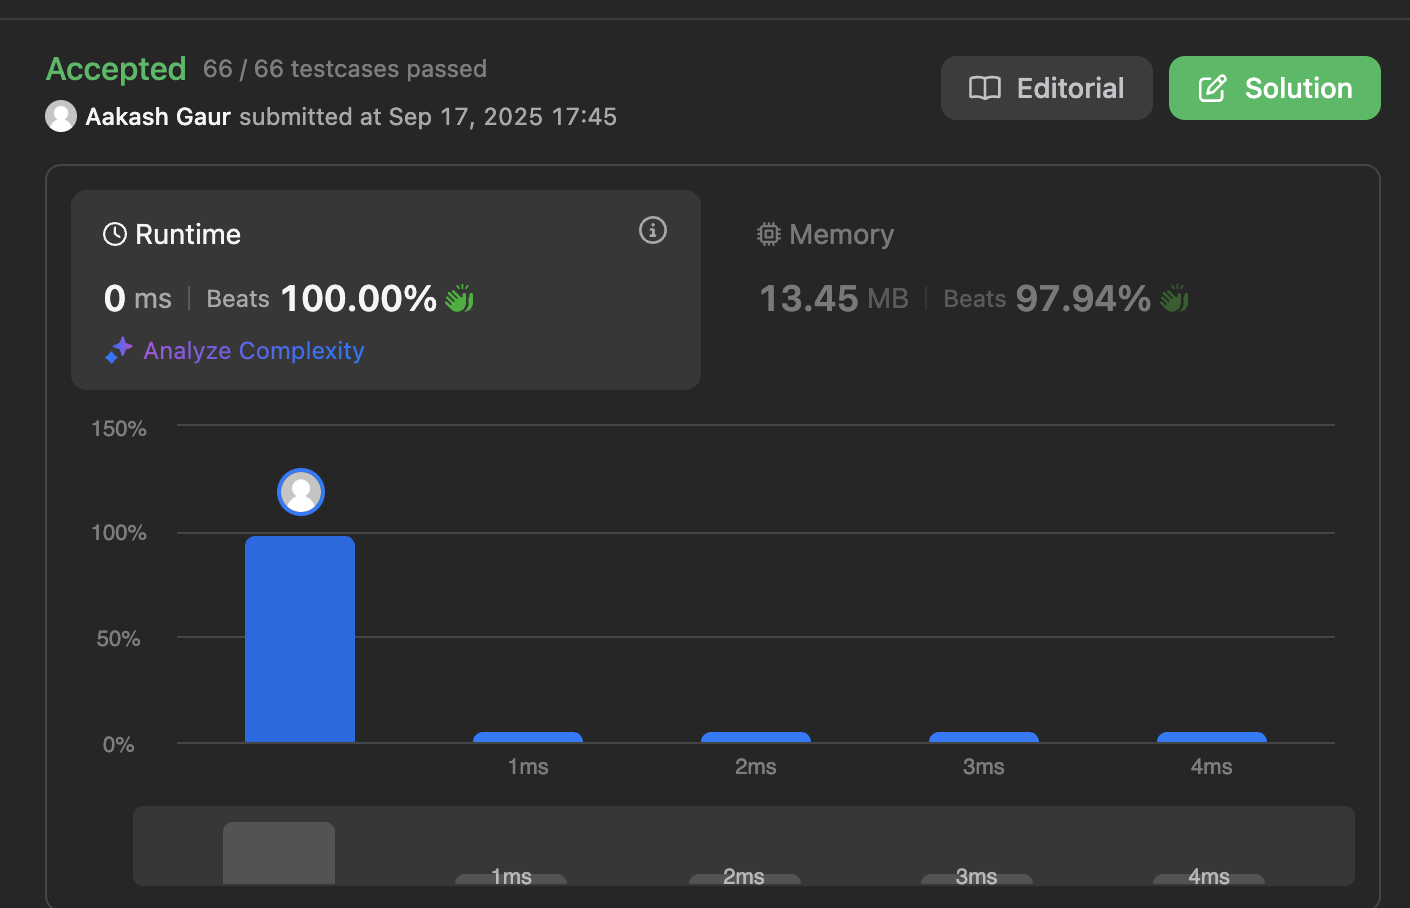 Accepted 66 / 66 testcases passed
Aakash Gaur submitted at Sep 17, 2025 17:45
Editorial
Solution
Runtime
0 ms | Beats 100.00%
Analyze Complexity
Memory
13.45 MB | Beats 97.94%
150%
100%
50%
0%
1ms 2ms 3ms 4ms
1ms 2ms 3ms 4ms